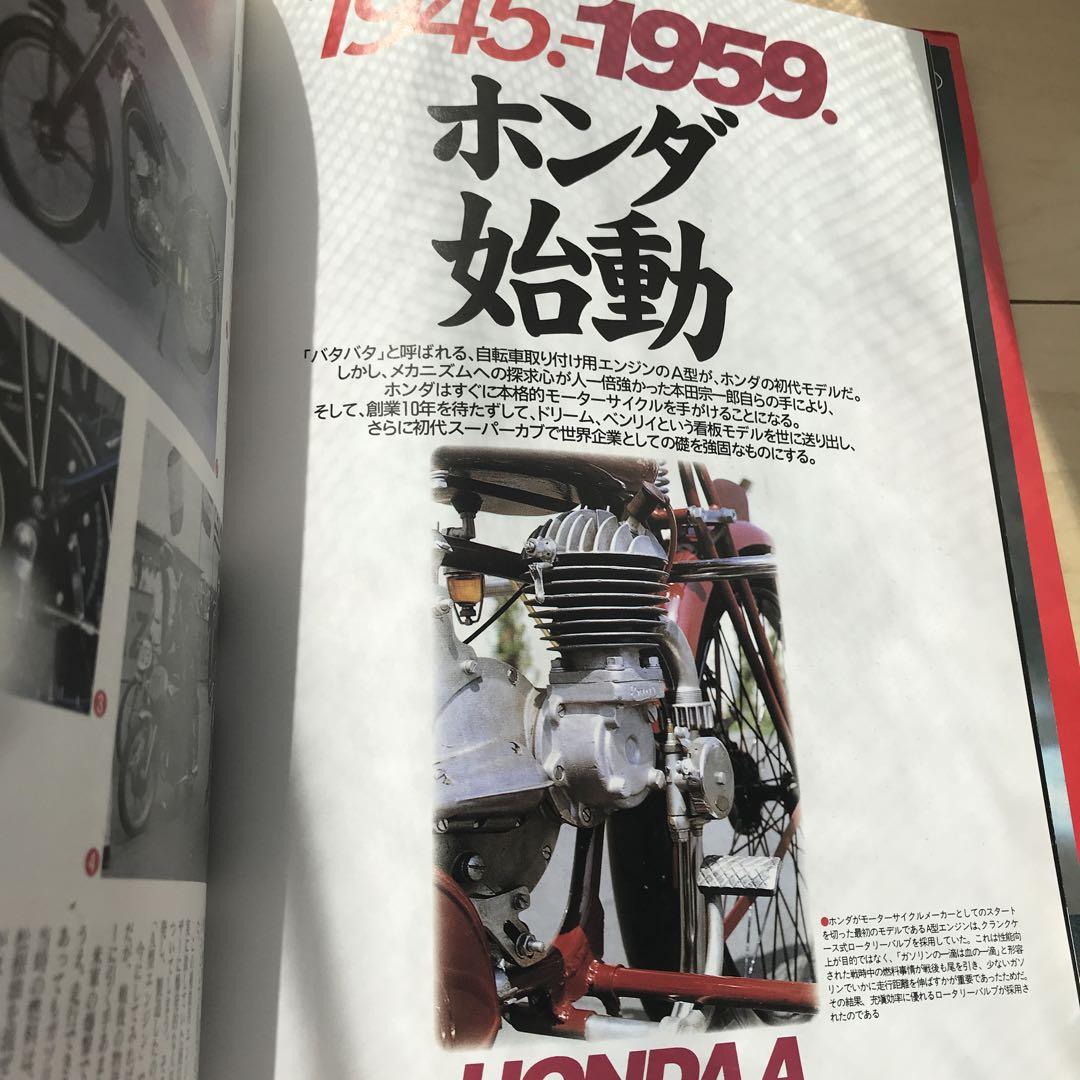 1945.-1959.
ホンダ
始動
「バタバタ」と呼ばれる、自転車取り付け用エンジンのA型が、ホンダの初代モデルだ。
しかし、メカニズムへの探求心が人一倍強かった本田宗一郎自らの手により、
ホンダはすぐに本格的モーターサイクルを手がけることになる。
そして、創業10年を待たずして、ドリーム、ベンリイという看板モデルを世に送り出し、
さらに初代スーパーカブで世界企業としての礎を強固なものにする。
3
4
●ホンダがモーターサイクルメーカーとしてのスタート
を切った最初のモデルであるA型エンジンは、クランクケ
ース式ロータリーバルブを採用していた。これは性能向
上が目的ではなく、「ガソリンの一滴は血の一滴」と形容
された戦時中の燃料事情が戦後も尾を引き、少ないガソ
リンでいかに走行距離を伸ばすかが重要であったためだ。
その結果、充塡効率に優れるロータリーバルブが採用さ
れたのである
HONDA A